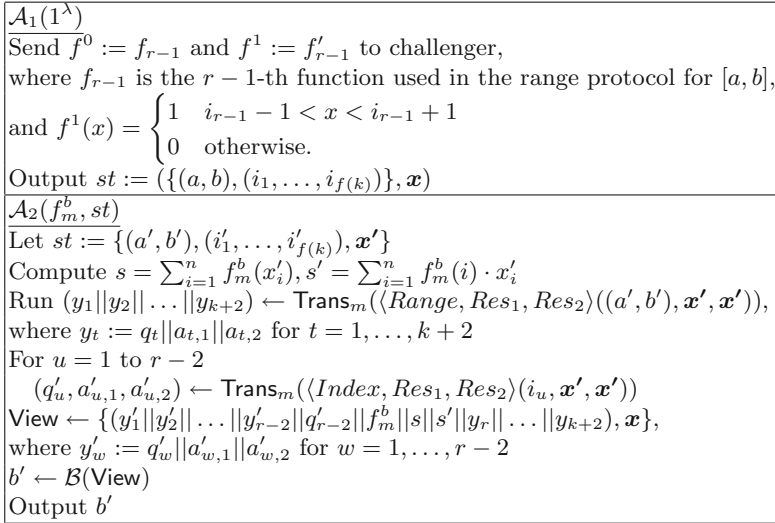 𝒜₁(1^λ)
Send f⁰ := f_{r−1} and f¹ := f′_{r−1} to challenger,
where f_{r−1} is the r − 1-th function used in the range protocol for [a, b],
and f¹(x) = { 1 i_{r−1} − 1 < x < i_{r−1} + 1
0 otherwise.
Output st := ({(a, b), (i₁, . . . , i_{f(k)})}, 𝒙)
𝒜₂(f_m^b, st)
Let st := {(a′, b′), (i′₁, . . . , i′_{f(k)}), 𝒙′}
Compute s = ∑_{i=1}^n f_m^b(x′_i), s′ = ∑_{i=1}^n f_m^b(i) · x′_i
Run (y₁||y₂|| . . . ||y_{k+2}) ← Trans_m(⟨Range, Res₁, Res₂⟩((a′, b′), 𝒙′, 𝒙′)),
where y_t := q_t||a_{t,1}||a_{t,2} for t = 1, . . . , k + 2
For u = 1 to r − 2
(q′_u, a′_{u,1}, a′_{u,2}) ← Trans_m(⟨Index, Res₁, Res₂⟩(i_u, 𝒙′, 𝒙′))
View ← {(y′₁||y′₂|| . . . ||y′_{r−2}||q′_{r−2}||f_m^b||s||s′||y_r|| . . . ||y_{k+2}), 𝒙},
where y′_w := q′_w||a′_{w,1}||a′_{w,2} for w = 1, . . . , r − 2
b′ ← ℬ(View)
Output b′